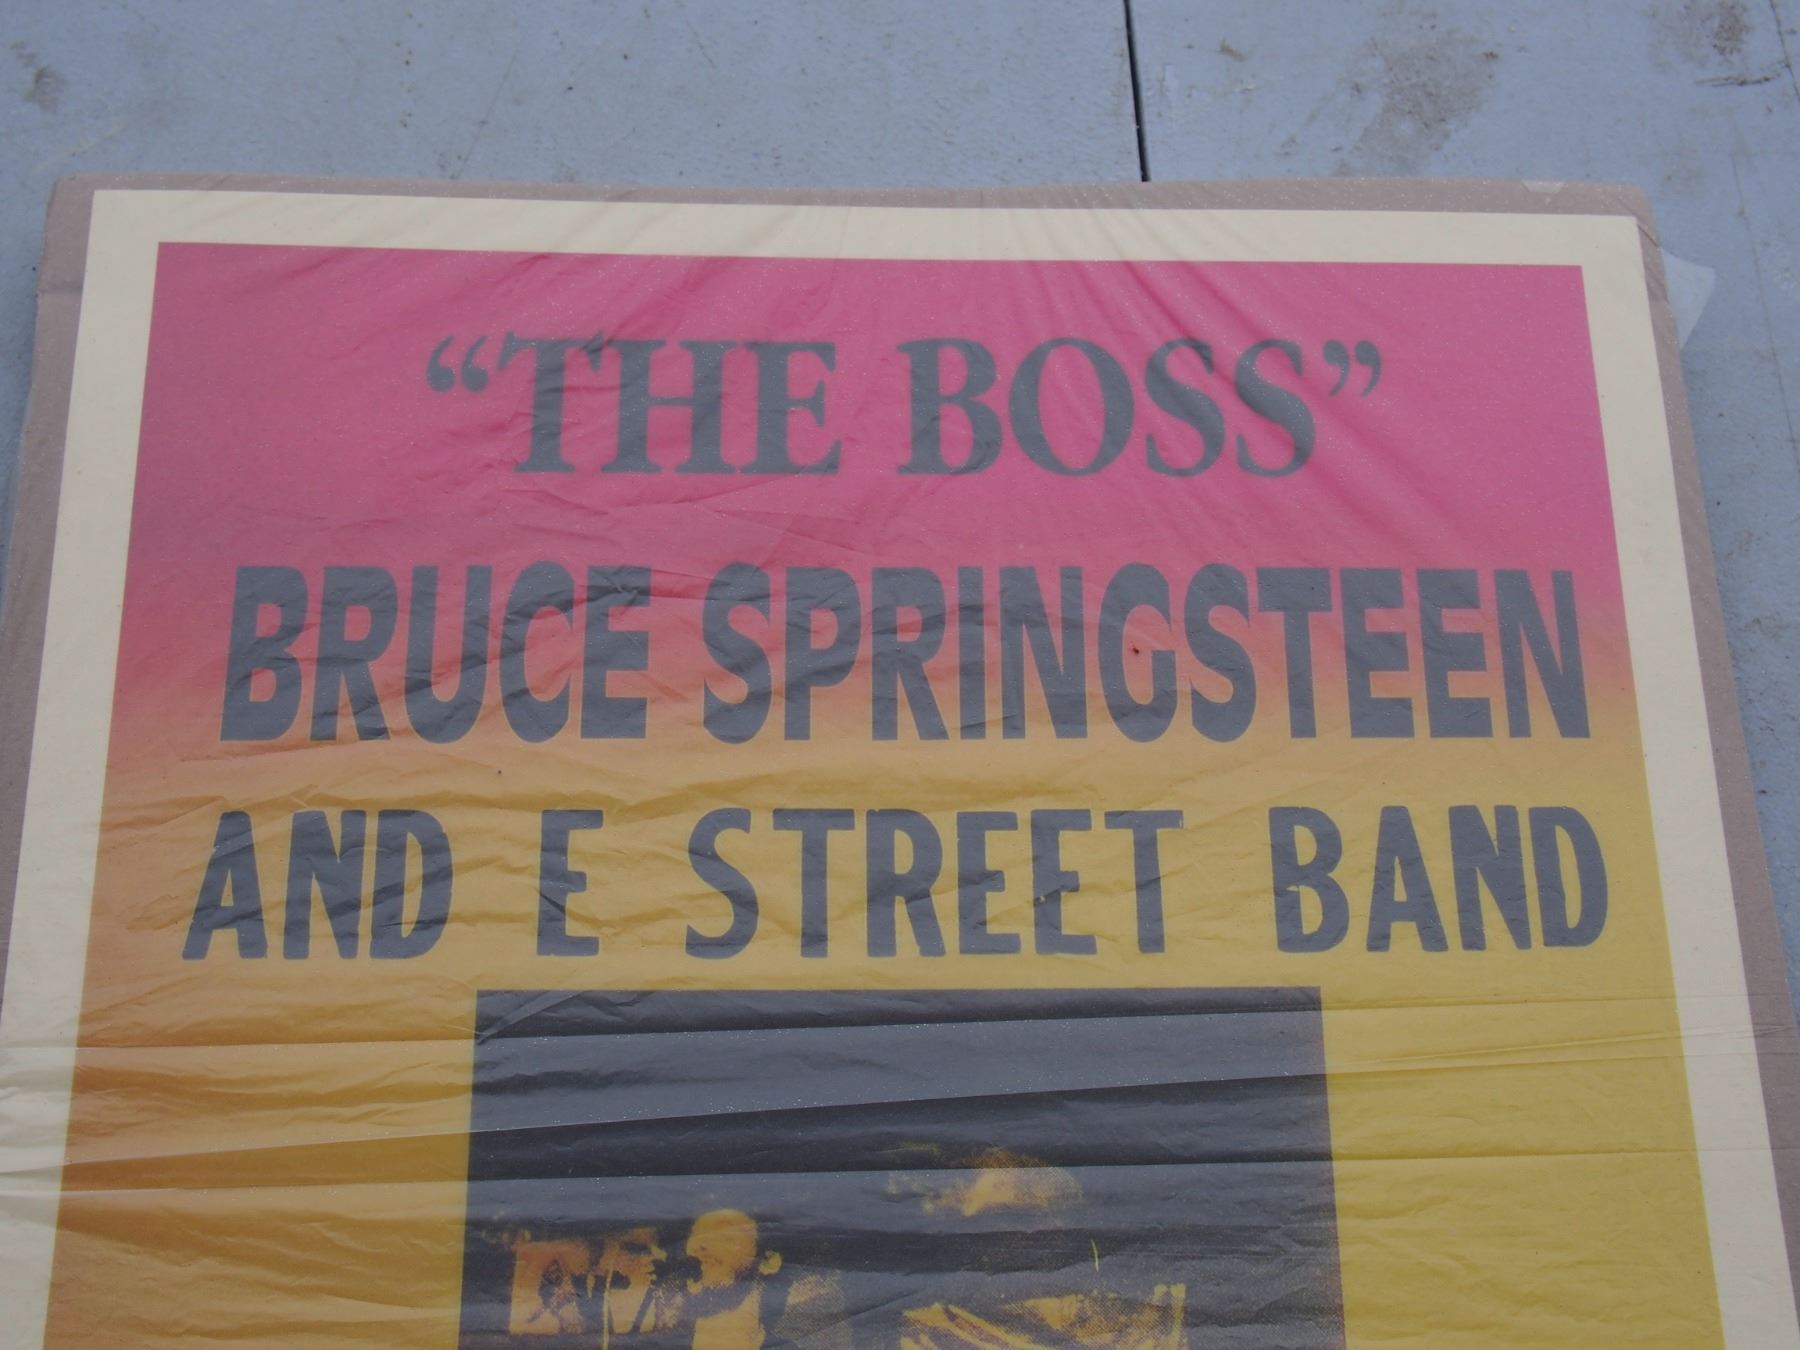 “THE BOSS”
BRUCE SPRINGSTEEN
AND E STREET BAND